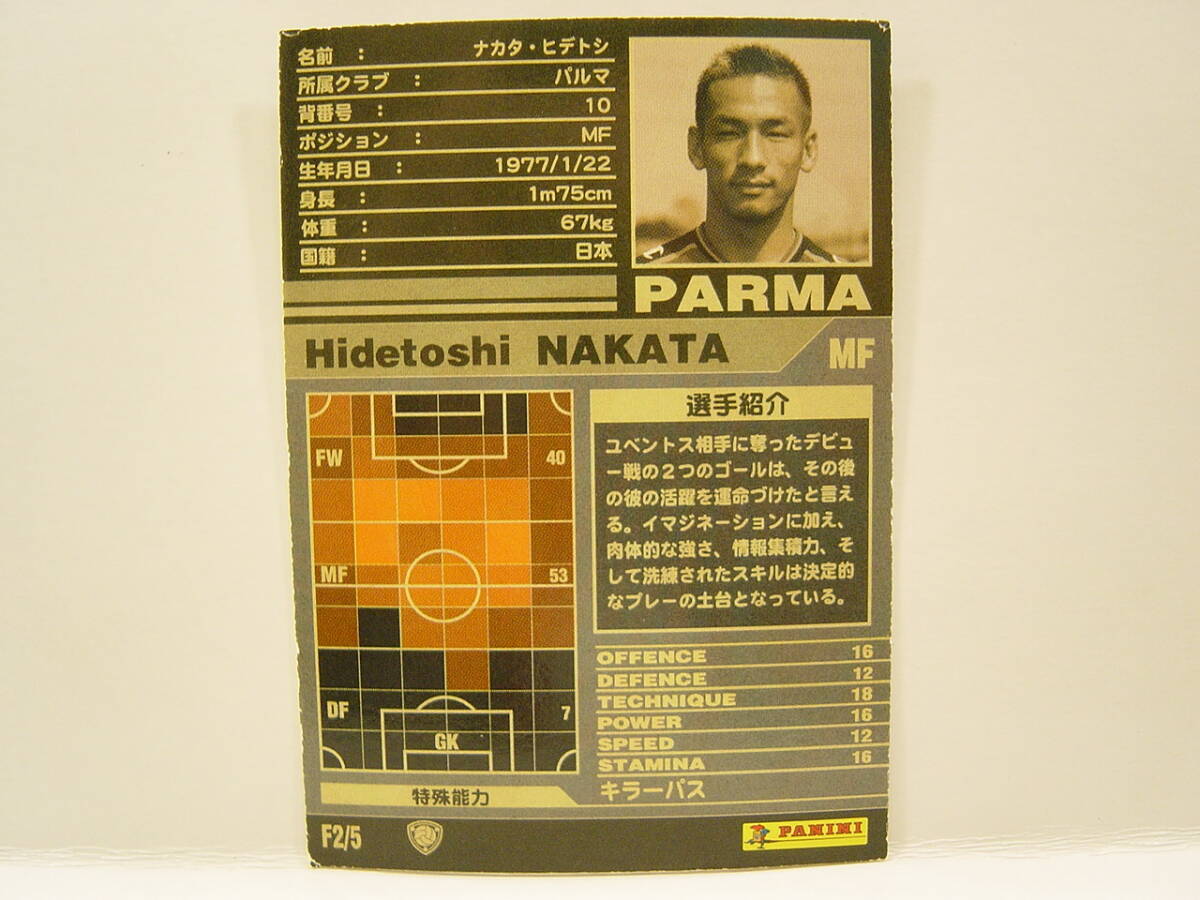 名前 : ナカタ・ヒデトシ
所属クラブ : パルマ
背番号 : 10
ポジション : MF
生年月日 : 1977/1/22
身長 : 1m75cm
体重 : 67kg
国籍 : 日本
PARMA
Hidetoshi NAKATA
MF
FW 40
MF 53
DF 7
GK
選手紹介
ユベントス相手に奪ったデビュ
ー戦の2つのゴールは、その後
の彼の活躍を運命づけたと言え
る。イマジネーションに加え、
肉体的な強さ、情報集積力、そ
して洗練されたスキルは決定的
なプレーの土台となっている。
OFFENCE 16
DEFENCE 12
TECHNIQUE 18
POWER 16
SPEED 12
STAMINA 16
特殊能力 キラーパス
F2/5
PANINI